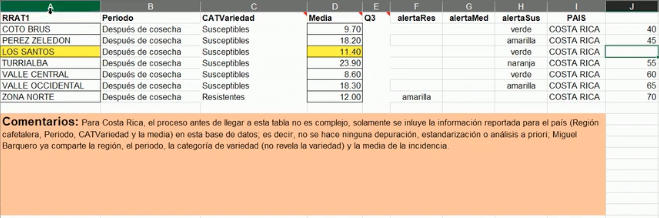 A B C D E F G H I J
RRAT1 Periodo CATVariedad Media Q3 alertaRes alertaMed alertaSus PAIS
COTO BRUS Después de cosecha Susceptibles 9.70 verde COSTA RICA 40
PEREZ ZELEDON Después de cosecha Susceptibles 18.20 amarilla COSTA RICA 45
LOS SANTOS Después de cosecha Susceptibles 11.40 verde COSTA RICA
TURRIALBA Después de cosecha Susceptibles 23.90 naranja COSTA RICA 55
VALLE CENTRAL Después de cosecha Susceptibles 8.60 verde COSTA RICA 60
VALLE OCCIDENTAL Después de cosecha Susceptibles 18.30 amarilla COSTA RICA 65
ZONA NORTE Después de cosecha Resistentes 12.00 amarilla COSTA RICA 70
Comentarios: Para Costa Rica, el proceso antes de llegar a esta tabla no es complejo, solamente se inluye la información reportada para el país (Región
cafetalera, Periodo, CATVariedad y la media) en esta base de datos; es decir, no se hace ninguna depuración, estandarización o análisis a priori; Miguel
Barquero ya comparte la región, el periodo, la categoría de variedad (no revela la variedad) y la media de la incidencia.